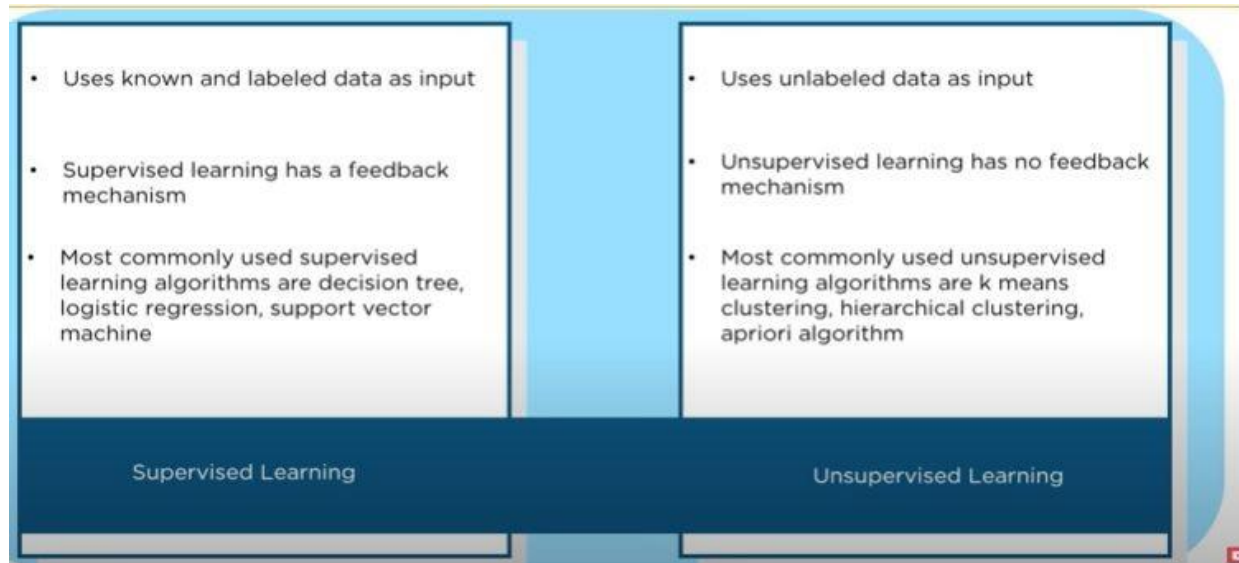 • Uses known and labeled data as input
• Supervised learning has a feedback
mechanism
• Most commonly used supervised
learning algorithms are decision tree,
logistic regression, support vector
machine
Supervised Learning
• Uses unlabeled data as input
• Unsupervised learning has no feedback
mechanism
• Most commonly used unsupervised
learning algorithms are k means
clustering, hierarchical clustering,
apriori algorithm
Unsupervised Learning